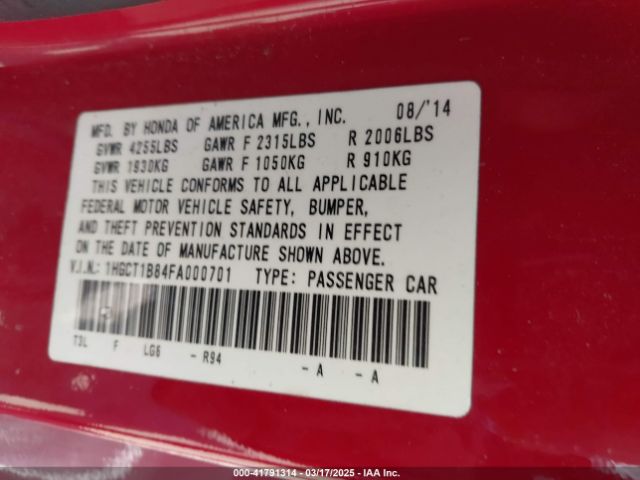 MFD. BY HONDA OF AMERICA MFG., INC. 08/'14
GVWR 4255LBS GAWR F 2315LBS R 2006LBS
GVWR 1930KG GAWR F 1050KG R 910KG
THIS VEHICLE CONFORMS TO ALL APPLICABLE
FEDERAL MOTOR VEHICLE SAFETY, BUMPER,
AND THEFT PREVENTION STANDARDS IN EFFECT
ON THE DATE OF MANUFACTURE SHOWN ABOVE.
V.I.N.: 1HGCT1B84FA000701 TYPE: PASSENGER CAR
T3L F LG6 - R94 - A - A
000-41791314 - 03/17/2025 - IAA Inc.